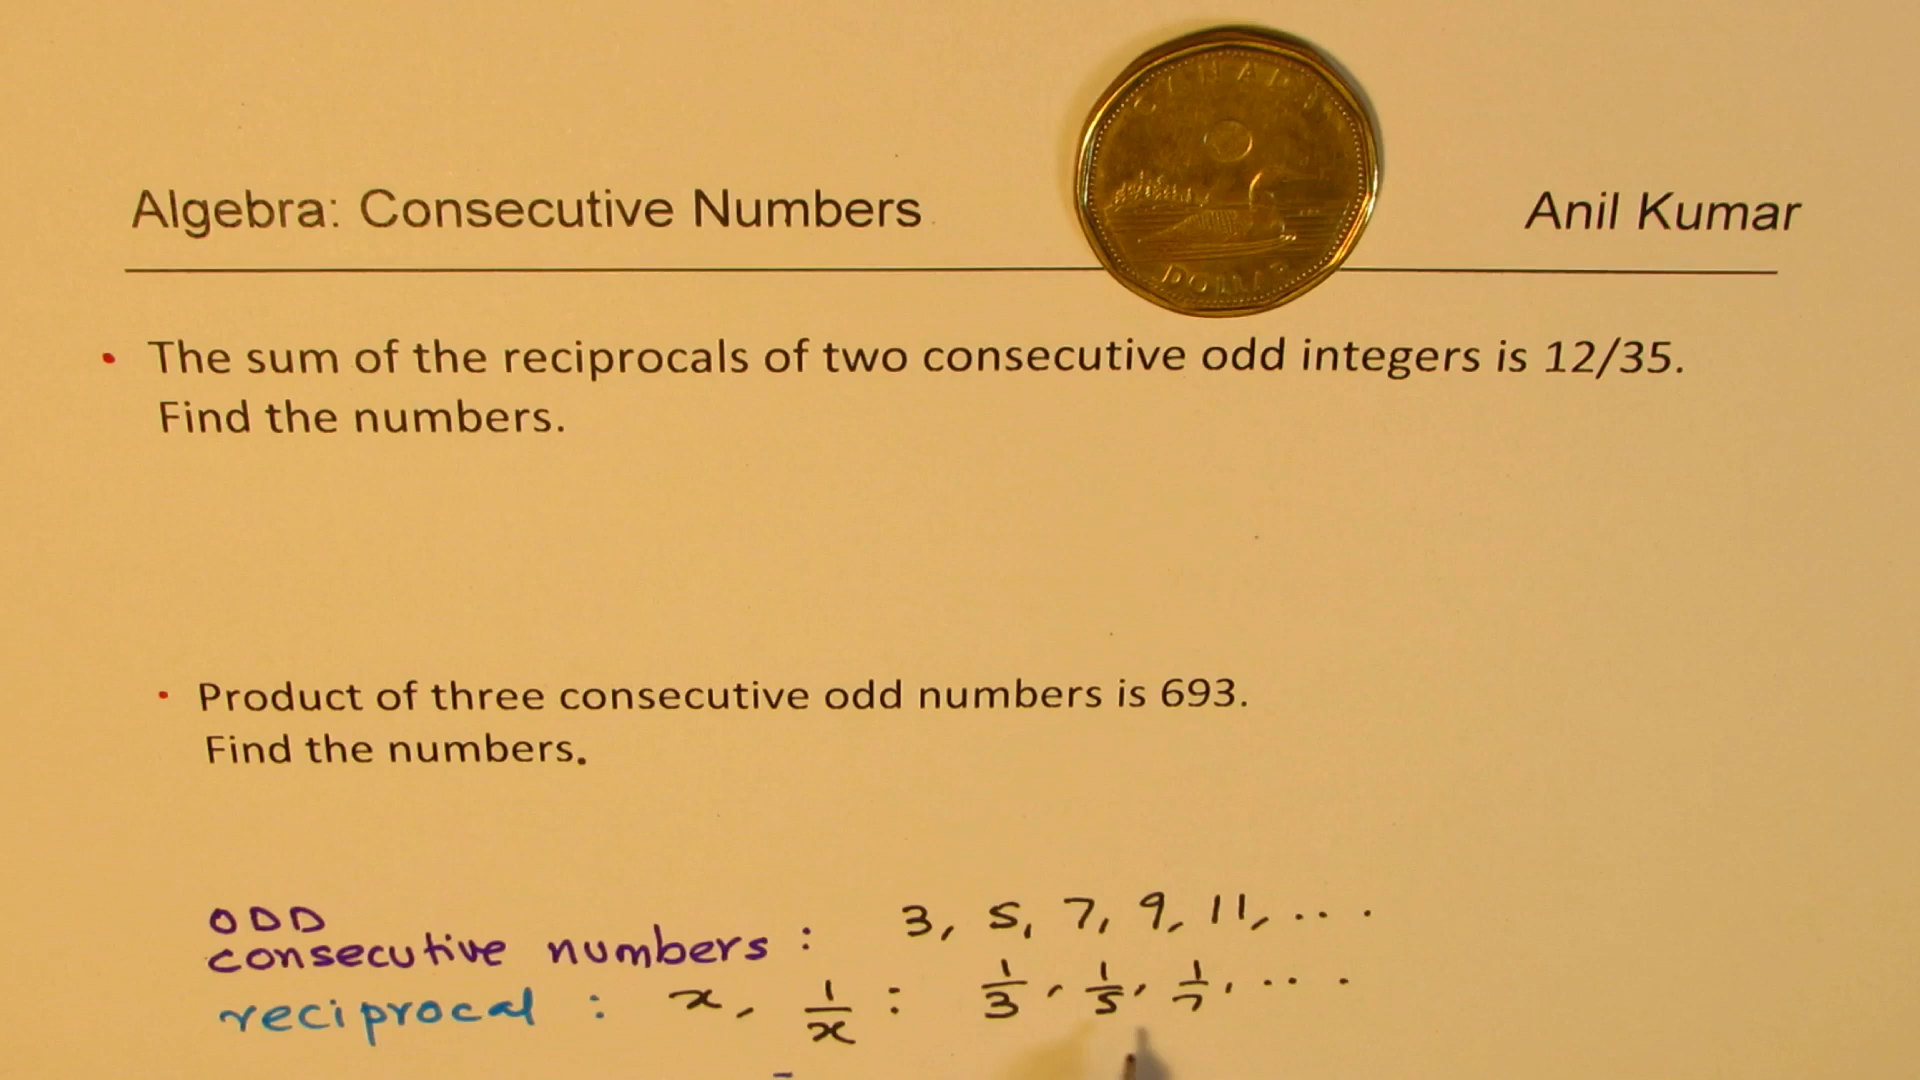 CANADA
DOLLAR
Algebra: Consecutive Numbers
Anil Kumar
• The sum of the reciprocals of two consecutive odd integers is 12/35.
Find the numbers.
• Product of three consecutive odd numbers is 693.
Find the numbers.
ODD
consecutive numbers : 3, 5, 7, 9, 11, ...
reciprocal : x, 1/x : 1/3, 1/5, 1/7, ...